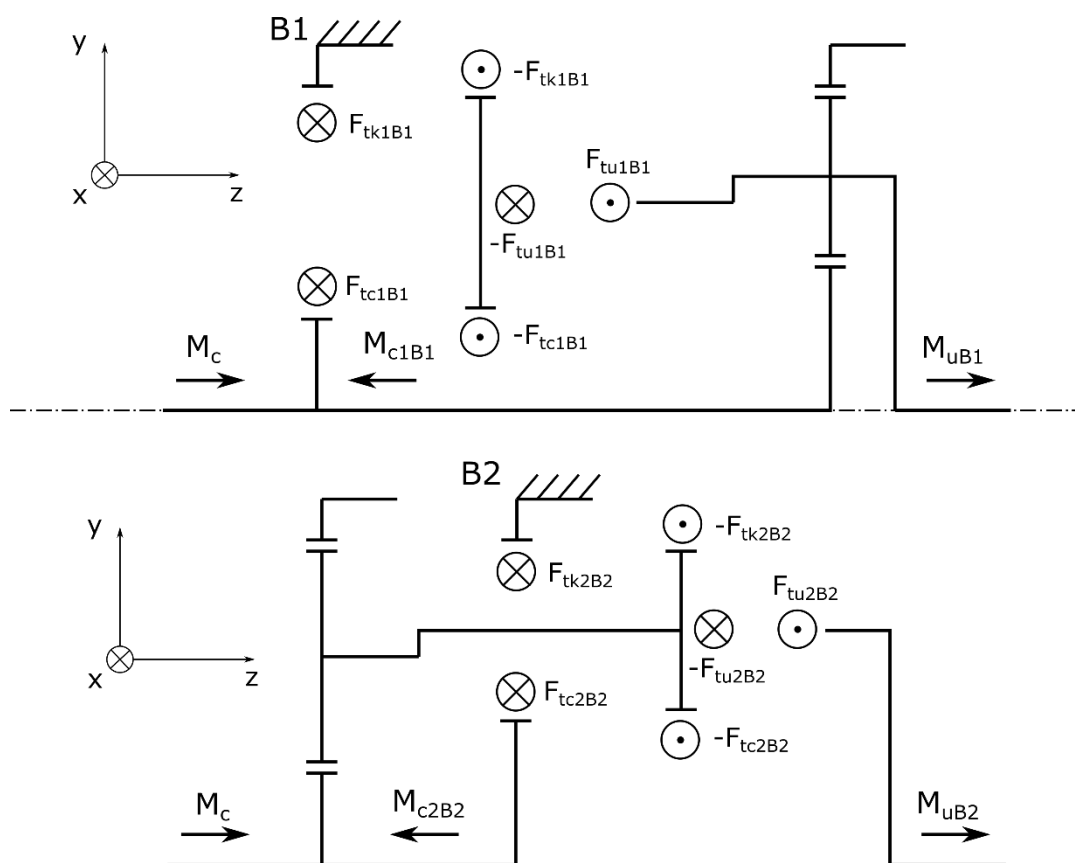 B1
y
-F_tk1B1
F_tk1B1
F_tu1B1
x
z
-F_tu1B1
F_tc1B1
-F_tc1B1
M_c
M_c1B1
M_uB1
B2
y
-F_tk2B2
F_tk2B2
F_tu2B2
x
z
-F_tu2B2
F_tc2B2
-F_tc2B2
M_c
M_c2B2
M_uB2